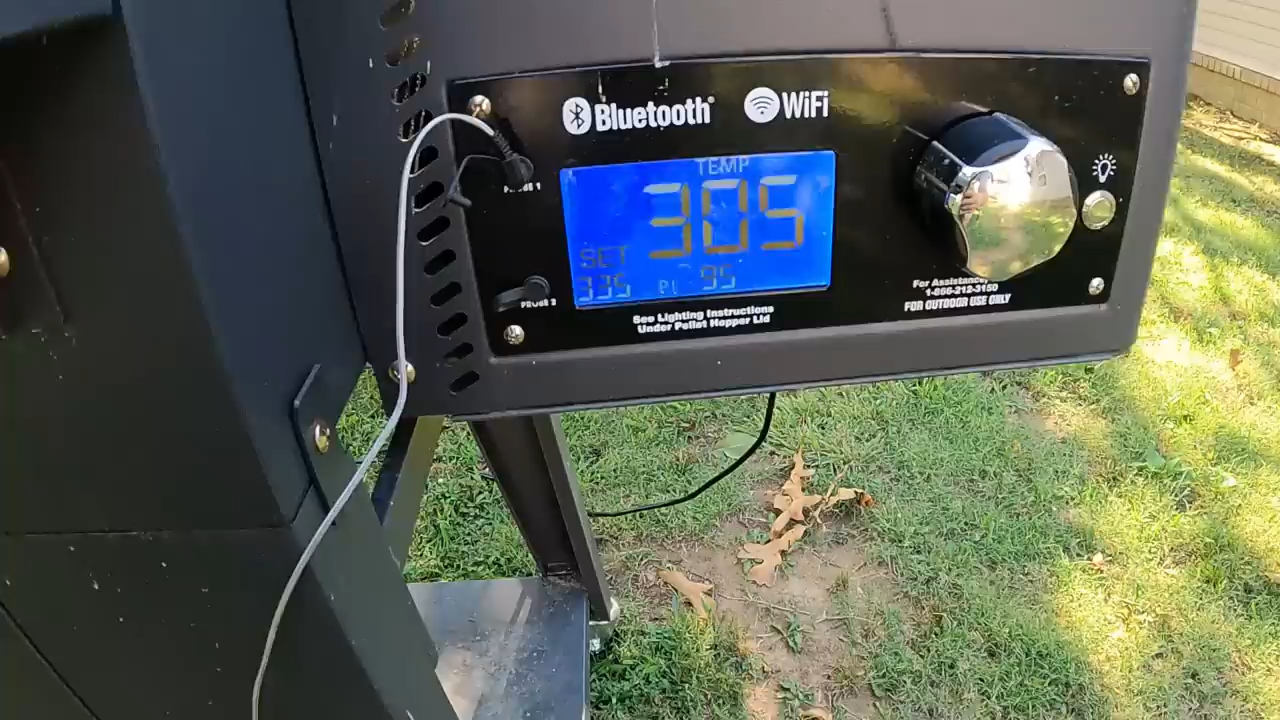 Bluetooth® WiFi
PROBE 1
TEMP
305
SET
335 P1 95
PROBE 2
See Lighting Instructions
Under Pellet Hopper Lid
For Assistance,
1-866-212-3150
FOR OUTDOOR USE ONLY